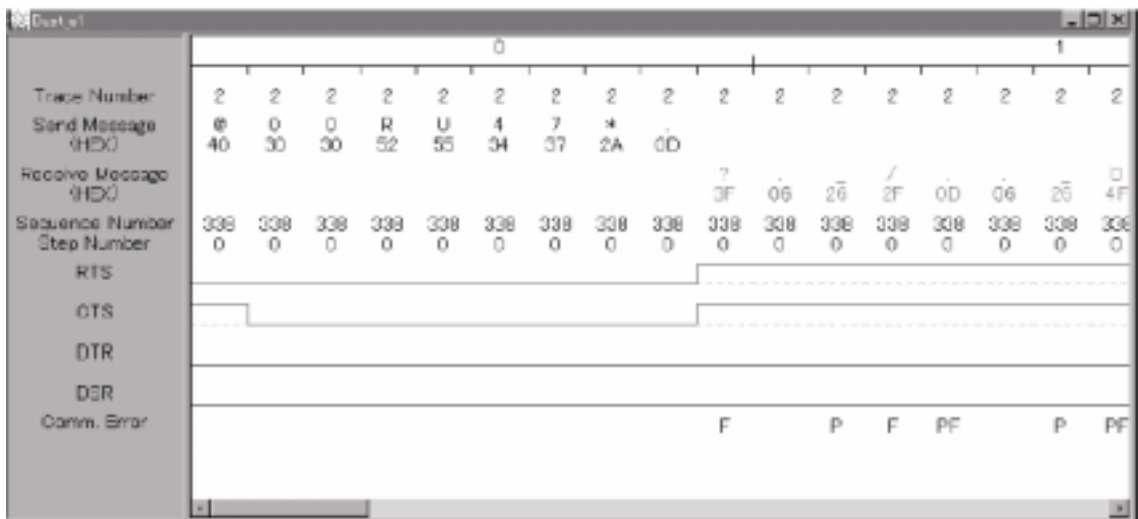 0 1
Trace Number 2 2 2 2 2 2 2 2 2 2 2 2 2 2 2 2 2
Send Message @ 0 0 R U 4 7 * .
(HEX) 40 30 30 52 55 34 37 2A 0D
Receive Message ? . _ / . . _
(HEX) 3F 06 26 2F 0D 06 26 4F
Sequence Number 338 338 338 338 338 338 338 338 338 338 338 338 338 338 338 338 338
Step Number 0 0 0 0 0 0 0 0 0 0 0 0 0 0 0 0 0
RTS
CTS
DTR
DSR
Comm. Error F P F PF P PF